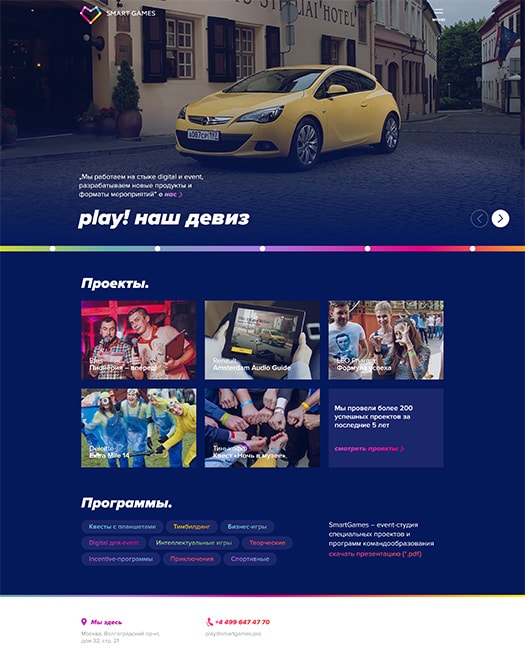 SMART GAMES
SPECIAL HOTEL
„Мы работаем на стыке digital и event,
разрабатываем новые продукты и
форматы мероприятий“ о нас >
play! наш девиз
Проекты.
Пионерия – вперед!
Renault
Amsterdam Audio Guide
Формула успеха
Deloitte
Extra Mile 14
Тинькофф
Квест «Ночь в музее»
Мы провели более 200
успешных проектов за
последние 5 лет
смотреть проекты >
Программы.
Квесты с планшетами
Тимбилдинг
Бизнес-игры
Digital для event
Интеллектуальные игры
Творческие
Incentive-программы
Приключения
Спортивные
SmartGames – event-студия
специальных проектов и
программ командообразования
скачать презентацию (*.pdf)
Мы здесь
Москва, Волгоградский пр-кт,
дом 32, стр. 21
+4 499 647 47 70
play@smartgames.pro